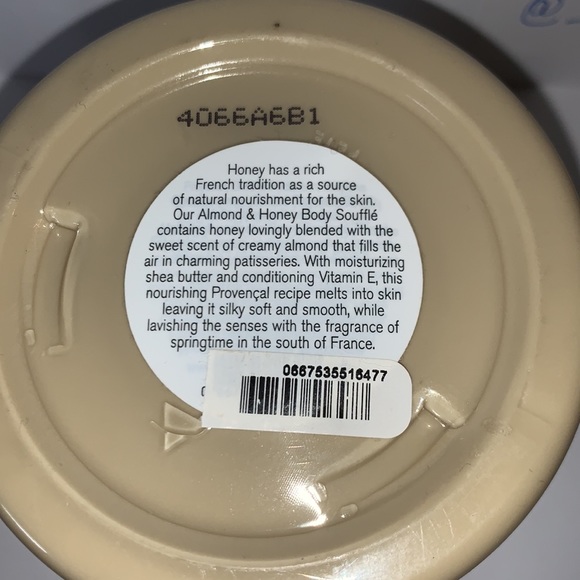 4066A6B1
Honey has a rich
French tradition as a source
of natural nourishment for the skin.
Our Almond & Honey Body Soufflé
contains honey lovingly blended with the
sweet scent of creamy almond that fills the
air in charming patisseries. With moisturizing
shea butter and conditioning Vitamin E, this
nourishing Provençal recipe melts into skin
leaving it silky soft and smooth, while
lavishing the senses with the fragrance of
springtime in the south of France.
0667535516477